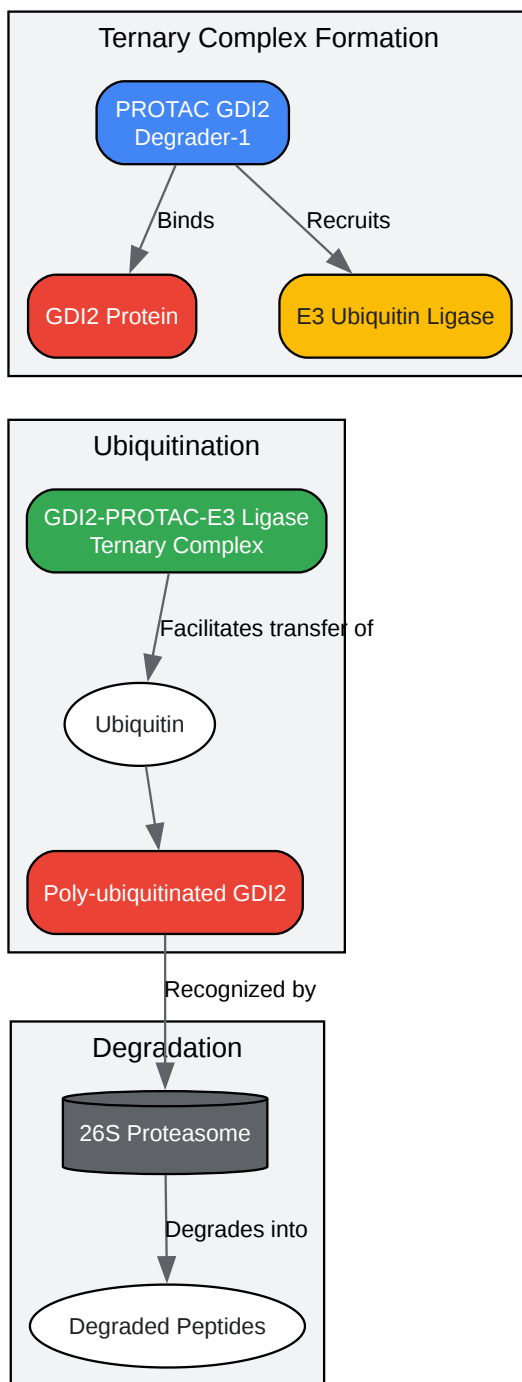 Ternary Complex Formation
PROTAC GDI2
Degrader-1
Binds
Recruits
GDI2 Protein
E3 Ubiquitin Ligase
Ubiquitination
GDI2-PROTAC-E3 Ligase
Ternary Complex
Facilitates transfer of
Ubiquitin
Poly-ubiquitinated GDI2
Recognized by
Degradation
26S Proteasome
Degrades into
Degraded Peptides